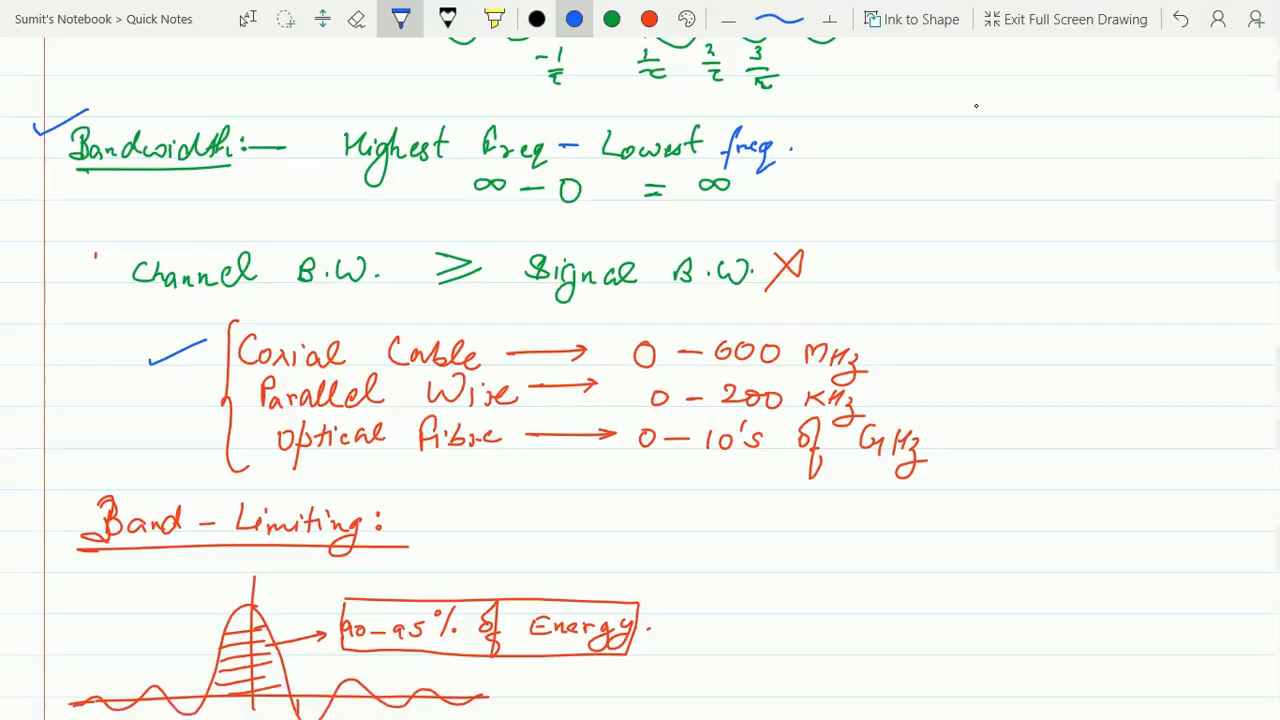 Sumit's Notebook > Quick Notes
Ink to Shape
Exit Full Screen Drawing
-1/τ 1/τ 2/τ 3/τ
Bandwidth:— Highest Freq - Lowest freq.
∞ - 0 = ∞
Channel B.W. ⩾ Signal B.W. X
Coxial Cable → 0 - 600 MHz
Parallel Wire → 0 - 200 KHz
Optical Fibre → 0 - 10's of GHz
Band - Limiting:
90-95% of Energy.